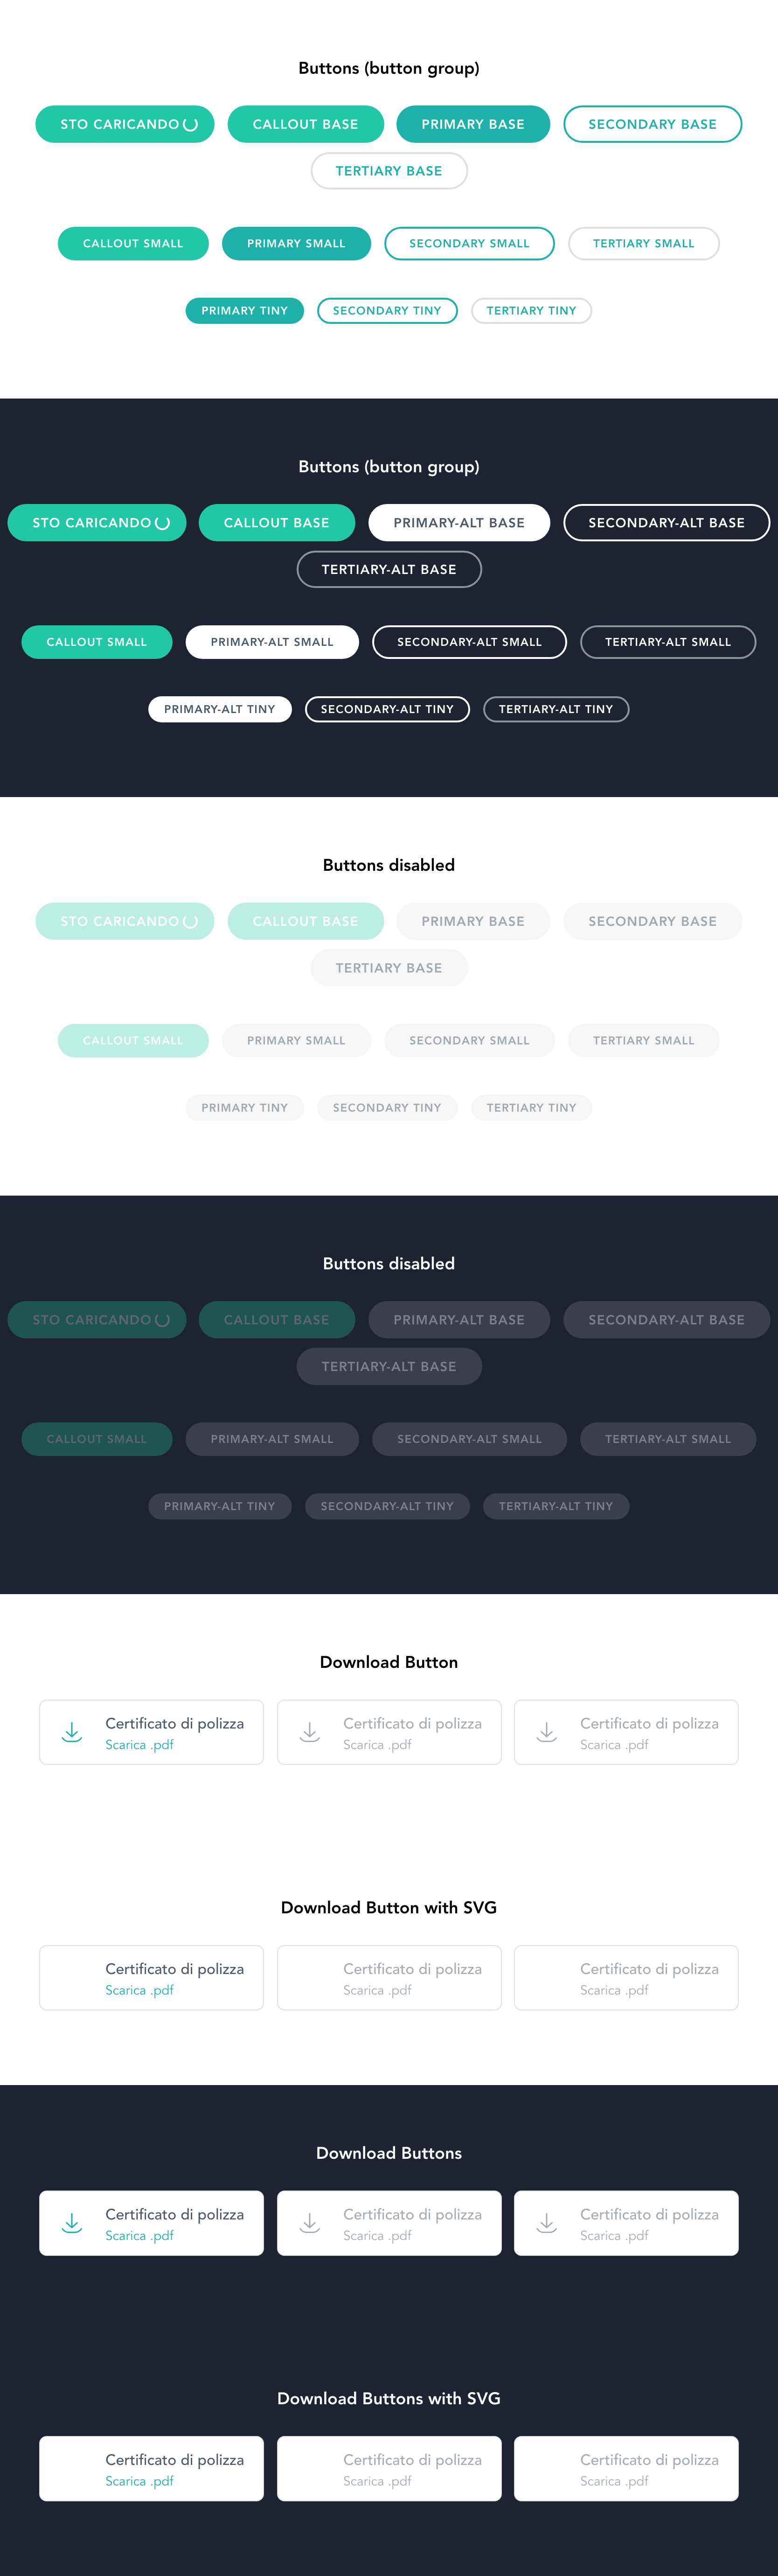 Buttons (button group)
STO CARICANDO CALLOUT BASE PRIMARY BASE SECONDARY BASE
TERTIARY BASE
CALLOUT SMALL PRIMARY SMALL SECONDARY SMALL TERTIARY SMALL
PRIMARY TINY SECONDARY TINY TERTIARY TINY
Buttons (button group)
STO CARICANDO CALLOUT BASE PRIMARY-ALT BASE SECONDARY-ALT BASE
TERTIARY-ALT BASE
CALLOUT SMALL PRIMARY-ALT SMALL SECONDARY-ALT SMALL TERTIARY-ALT SMALL
PRIMARY-ALT TINY SECONDARY-ALT TINY TERTIARY-ALT TINY
Buttons disabled
STO CARICANDO CALLOUT BASE PRIMARY BASE SECONDARY BASE
TERTIARY BASE
CALLOUT SMALL PRIMARY SMALL SECONDARY SMALL TERTIARY SMALL
PRIMARY TINY SECONDARY TINY TERTIARY TINY
Buttons disabled
STO CARICANDO CALLOUT BASE PRIMARY-ALT BASE SECONDARY-ALT BASE
TERTIARY-ALT BASE
CALLOUT SMALL PRIMARY-ALT SMALL SECONDARY-ALT SMALL TERTIARY-ALT SMALL
PRIMARY-ALT TINY SECONDARY-ALT TINY TERTIARY-ALT TINY
Download Button
Certificato di polizza Certificato di polizza Certificato di polizza
Scarica .pdf Scarica .pdf Scarica .pdf
Download Button with SVG
Certificato di polizza Certificato di polizza Certificato di polizza
Scarica .pdf Scarica .pdf Scarica .pdf
Download Buttons
Certificato di polizza Certificato di polizza Certificato di polizza
Scarica .pdf Scarica .pdf Scarica .pdf
Download Buttons with SVG
Certificato di polizza Certificato di polizza Certificato di polizza
Scarica .pdf Scarica .pdf Scarica .pdf